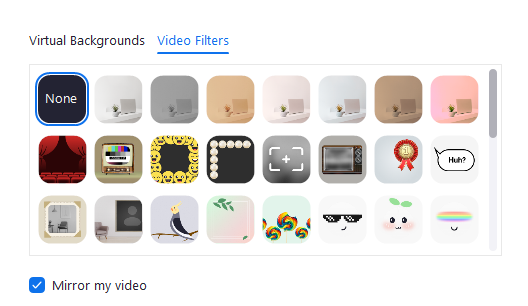 Virtual Backgrounds
Video Filters
None
Huh?
Mirror my video